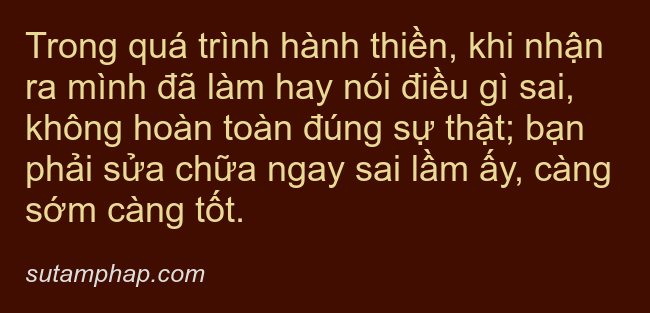 Trong quá trình hành thiền, khi nhận
ra mình đã làm hay nói điều gì sai,
không hoàn toàn đúng sự thật; bạn
phải sửa chữa ngay sai lầm ấy, càng
sớm càng tốt.
sutamphap.com